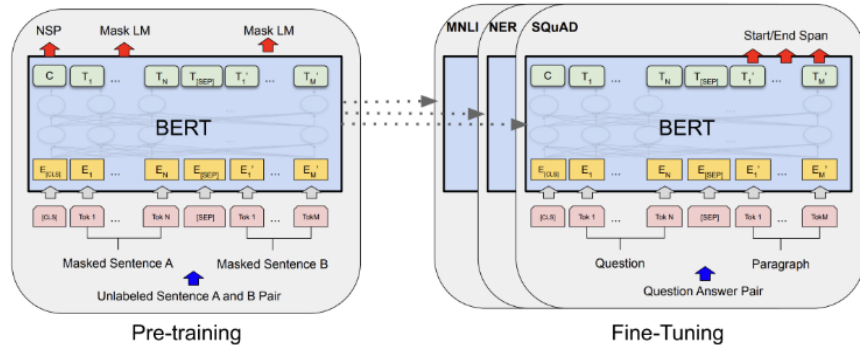 NSP Mask LM Mask LM
C T1 ... TN T[SEP] T1' ... TM'
BERT
E[CLS] E1 ... EN E[SEP] E1' ... EM'
[CLS] Tok 1 ... Tok N [SEP] Tok 1 ... TokM
Masked Sentence A Masked Sentence B
Unlabeled Sentence A and B Pair
Pre-training
MNLI NER SQuAD
Start/End Span
C T1 ... TN T[SEP] T1' ... TM'
BERT
E[CLS] E1 ... EN E[SEP] E1' ... EM'
[CLS] Tok 1 ... Tok N [SEP] Tok 1 ... TokM
Question Paragraph
Question Answer Pair
Fine-Tuning